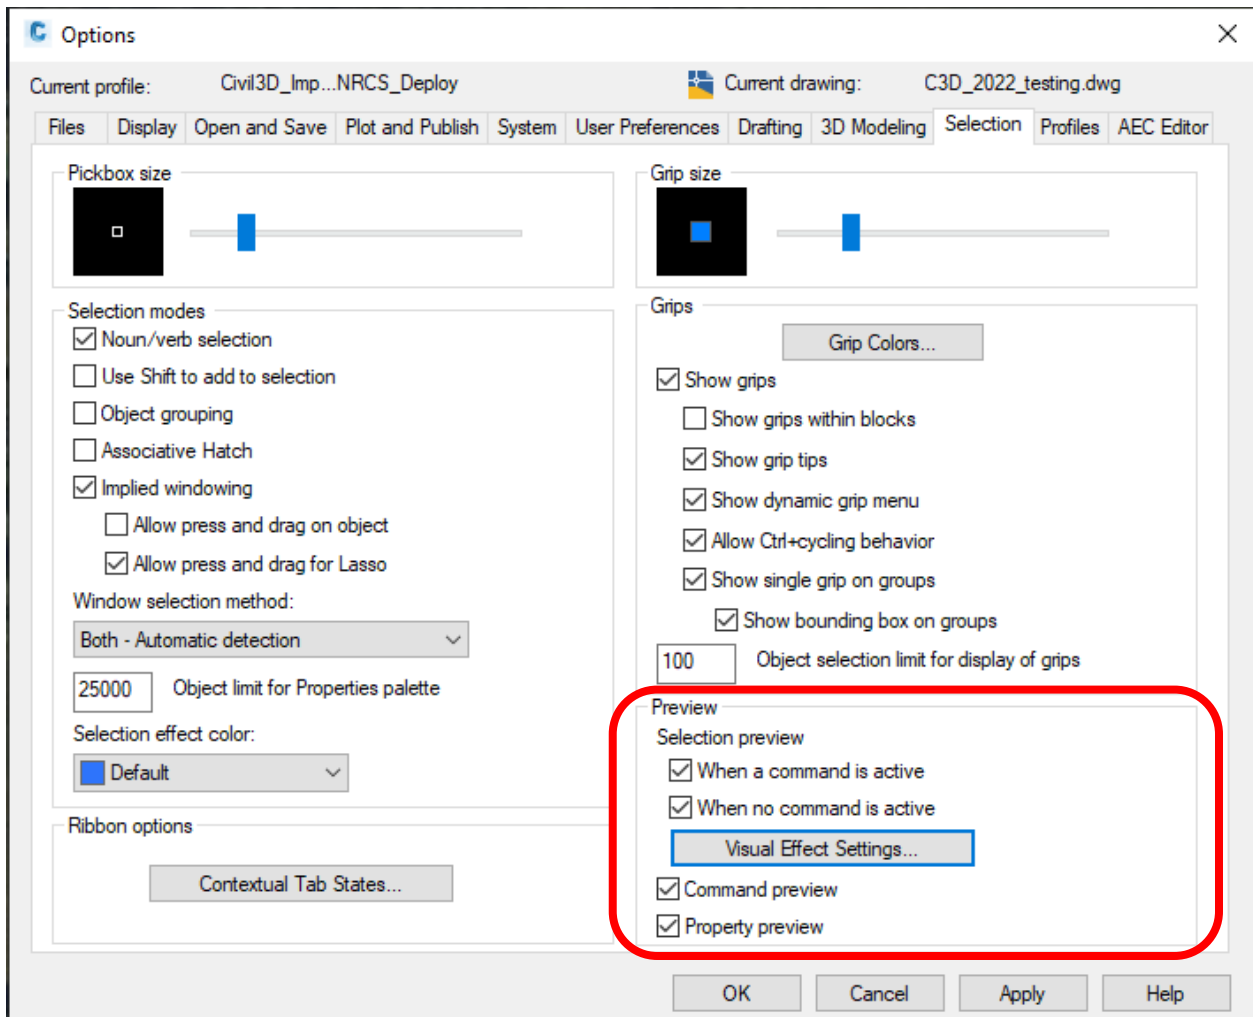 Options
Current profile: Civil3D_Imp...NRCS_Deploy Current drawing: C3D_2022_testing.dwg
Files Display Open and Save Plot and Publish System User Preferences Drafting 3D Modeling Selection Profiles AEC Editor
Pickbox size
Selection modes
Noun/verb selection
Use Shift to add to selection
Object grouping
Associative Hatch
Implied windowing
Allow press and drag on object
Allow press and drag for Lasso
Window selection method:
Both - Automatic detection
25000 Object limit for Properties palette
Selection effect color:
Default
Ribbon options
Contextual Tab States...
Grip size
Grips
Grip Colors...
Show grips
Show grips within blocks
Show grip tips
Show dynamic grip menu
Allow Ctrl+cycling behavior
Show single grip on groups
Show bounding box on groups
100 Object selection limit for display of grips
Preview
Selection preview
When a command is active
When no command is active
Visual Effect Settings...
Command preview
Property preview
OK Cancel Apply Help